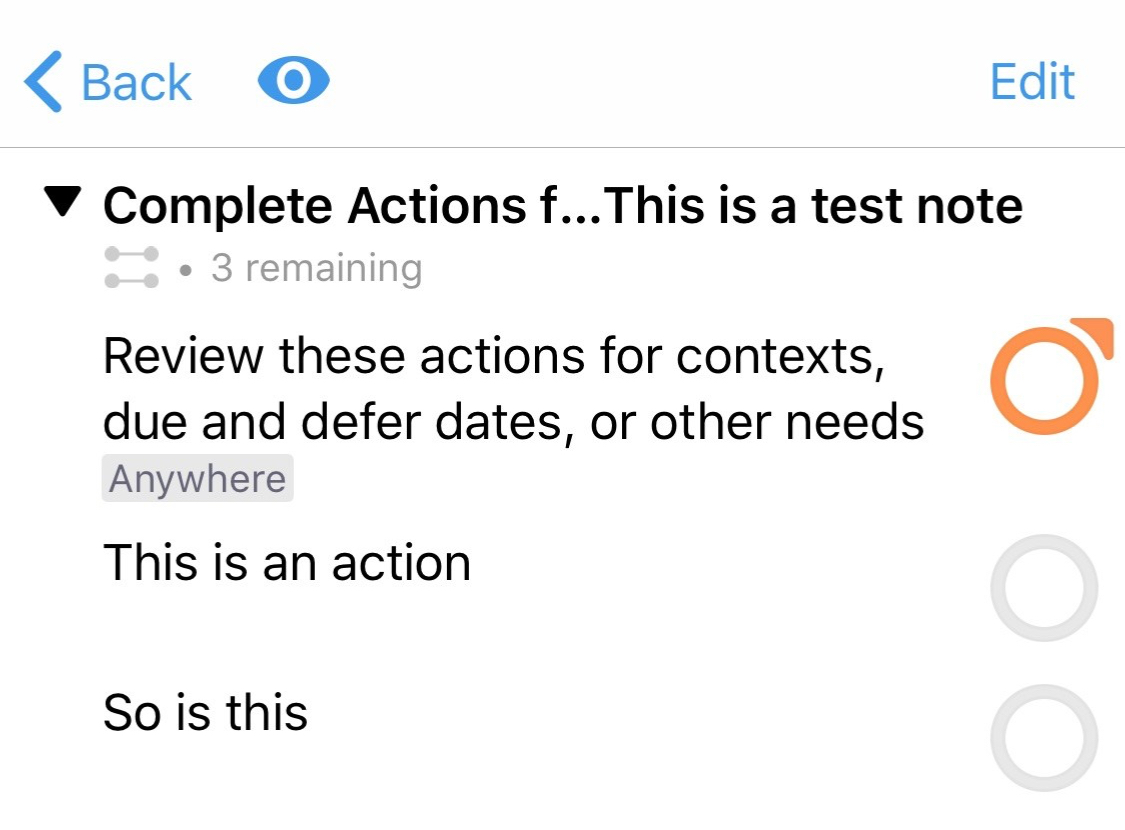 Back
Edit
Complete Actions f...This is a test note
• 3 remaining
Review these actions for contexts,
due and defer dates, or other needs
Anywhere
This is an action
So is this